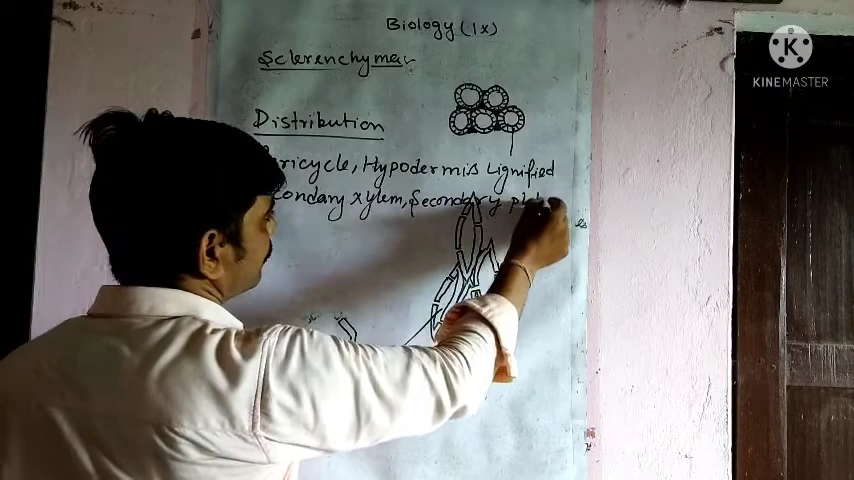 Biology (IX)
Sclerenchyma
Distribution
Hypodermis Lignified
xylem, Secondary
K
KINEMASTER